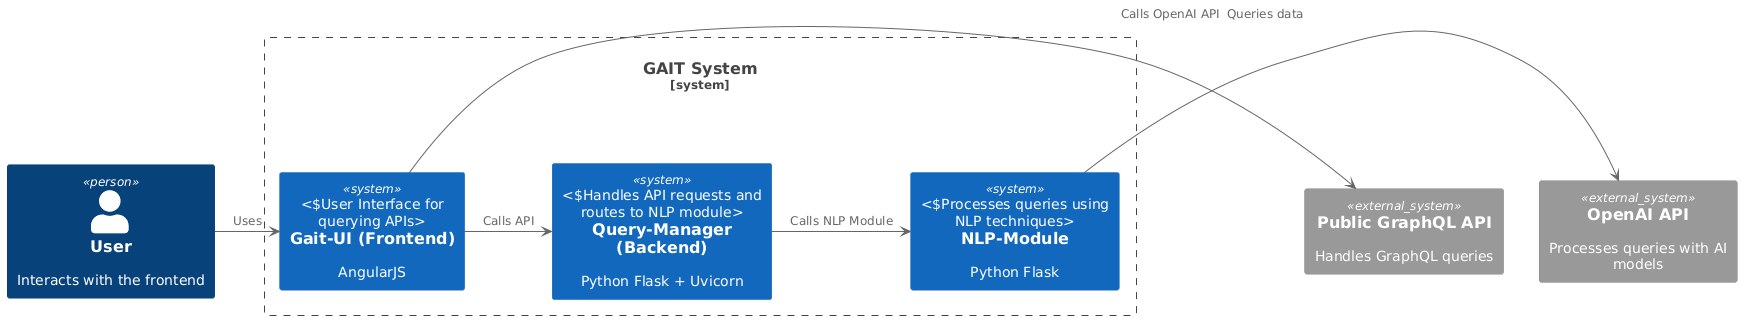 Calls OpenAI API  Queries data
GAIT System
[system]
«person»
User
Interacts with the frontend
Uses
«system»
<$User Interface for
querying APIs>
Gait-UI (Frontend)
AngularJS
Calls API
«system»
<$Handles API requests and
routes to NLP module>
Query-Manager
(Backend)
Python Flask + Uvicorn
Calls NLP Module
«system»
<$Processes queries using
NLP techniques>
NLP-Module
Python Flask
«external_system»
Public GraphQL API
Handles GraphQL queries
«external_system»
OpenAI API
Processes queries with AI
models